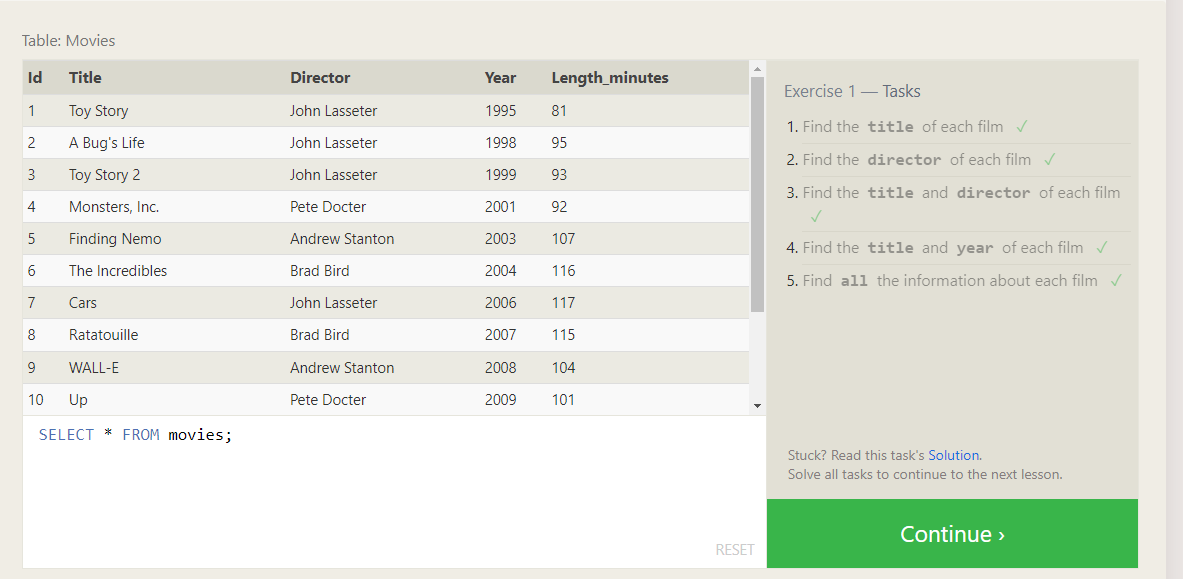 Table: Movies
Id Title Director Year Length_minutes
1 Toy Story John Lasseter 1995 81
2 A Bug's Life John Lasseter 1998 95
3 Toy Story 2 John Lasseter 1999 93
4 Monsters, Inc. Pete Docter 2001 92
5 Finding Nemo Andrew Stanton 2003 107
6 The Incredibles Brad Bird 2004 116
7 Cars John Lasseter 2006 117
8 Ratatouille Brad Bird 2007 115
9 WALL-E Andrew Stanton 2008 104
10 Up Pete Docter 2009 101
SELECT * FROM movies;
RESET
Exercise 1 — Tasks
1. Find the title of each film ✓
2. Find the director of each film ✓
3. Find the title and director of each film
✓
4. Find the title and year of each film ✓
5. Find all the information about each film ✓
Stuck? Read this task's Solution.
Solve all tasks to continue to the next lesson.
Continue ›